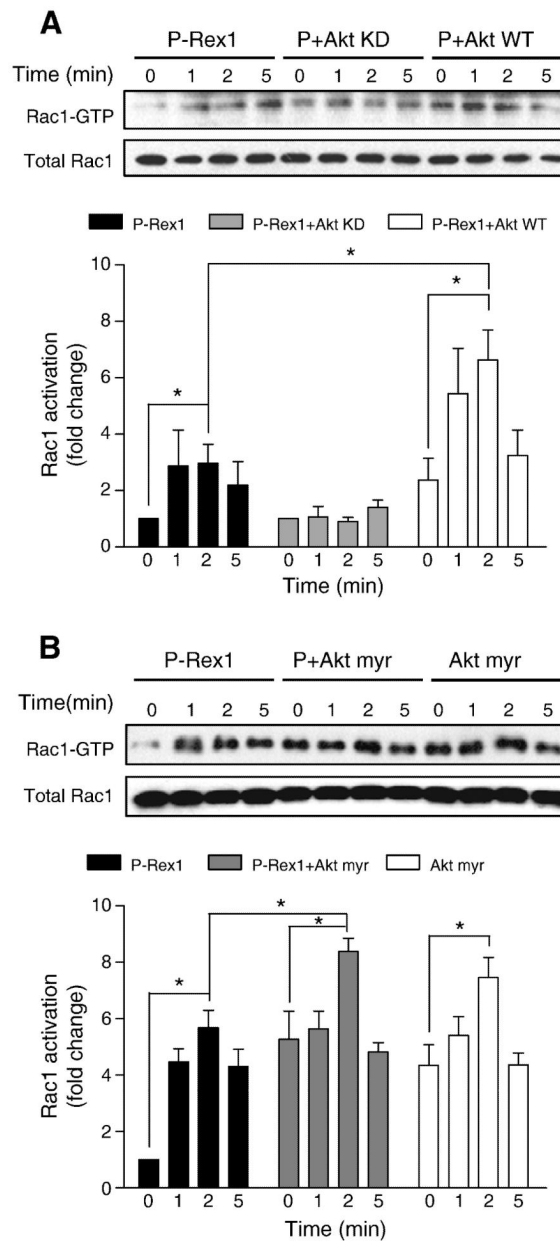 A
P-Rex1 P+Akt KD P+Akt WT
Time (min) 0 1 2 5 0 1 2 5 0 1 2 5
Rac1-GTP
Total Rac1
P-Rex1 P-Rex1+Akt KD P-Rex1+Akt WT
10
8
6
4
2
0
Rac1 activation
(fold change)
* * *
0 1 2 5 0 1 2 5 0 1 2 5
Time (min)
B
P-Rex1 P+Akt myr Akt myr
Time(min) 0 1 2 5 0 1 2 5 0 1 2 5
Rac1-GTP
Total Rac1
P-Rex1 P-Rex1+Akt myr Akt myr
10
8
6
4
2
0
Rac1 activation
(fold change)
* * * *
0 1 2 5 0 1 2 5 0 1 2 5
Time (min)